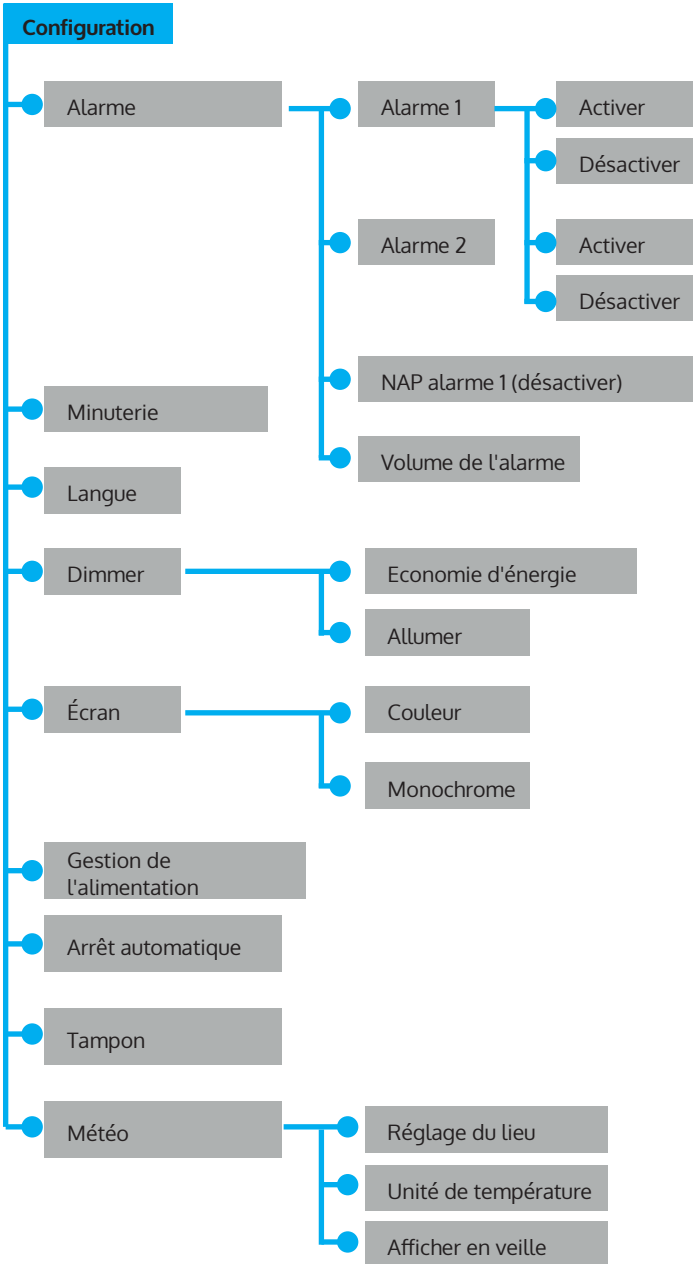 Configuration
Alarme
Alarme 1
Activer
Désactiver
Alarme 2
Activer
Désactiver
NAP alarme 1 (désactiver)
Volume de l'alarme
Minuterie
Langue
Dimmer
Economie d'énergie
Allumer
Écran
Couleur
Monochrome
Gestion de
l'alimentation
Arrêt automatique
Tampon
Météo
Réglage du lieu
Unité de température
Afficher en veille